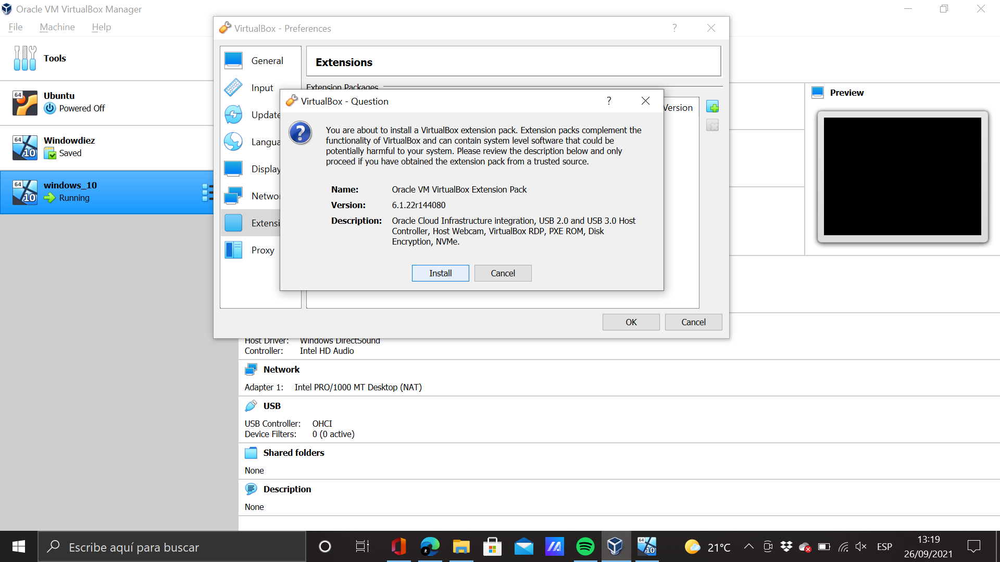 Oracle VM VirtualBox Manager
File Machine Help
Tools
64
Ubuntu
Powered Off
64
10
Windowdiez
Saved
64
10
windows_10
Running
VirtualBox - Preferences
?
General
Input
Update
Langua
Display
Netwo
Extensi
Proxy
Extensions
Extension Packages
Version
VirtualBox - Question
?
?
You are about to install a VirtualBox extension pack. Extension packs complement the
functionality of VirtualBox and can contain system level software that could be
potentially harmful to your system. Please review the description below and only
proceed if you have obtained the extension pack from a trusted source.
Name: Oracle VM VirtualBox Extension Pack
Version: 6.1.22r144080
Description: Oracle Cloud Infrastructure integration, USB 2.0 and USB 3.0 Host
Controller, Host Webcam, VirtualBox RDP, PXE ROM, Disk
Encryption, NVMe.
Install Cancel
OK Cancel
Preview
Host Driver: Windows DirectSound
Controller: Intel HD Audio
Network
Adapter 1: Intel PRO/1000 MT Desktop (NAT)
USB
USB Controller: OHCI
Device Filters: 0 (0 active)
Shared folders
None
Description
None
Escribe aquí para buscar
64
10
21°C
ESP
13:19
26/09/2021